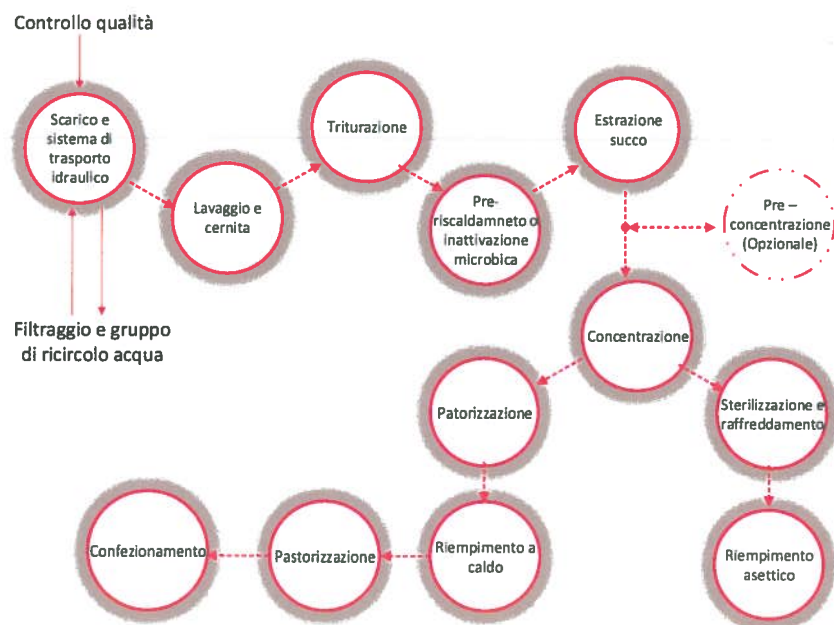 Controllo qualità
Scarico e
sistema di
trasporto
idraulico
Filtraggio e gruppo
di ricircolo acqua
Lavaggio e
cernita
Triturazione
Pre-
riscaldamneto o
inattivazione
microbica
Estrazione
succo
Pre –
concentrazione
(Opzionale)
Concentrazione
Patorizzazione
Sterilizzazione e
raffreddamento
Riempimento a
caldo
Pastorizzazione
Confezionamento
Riempimento
asettico